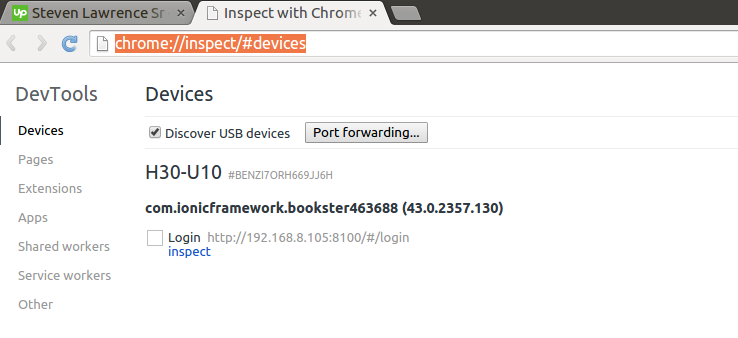 Up Steven Lawrence Sr × Inspect with Chrome ×
chrome://inspect/#devices
DevTools
Devices
Pages
Extensions
Apps
Shared workers
Service workers
Other
Devices
Discover USB devices Port forwarding...
H30-U10 #BENZI7ORH669JJ6H
com.ionicframework.bookster463688 (43.0.2357.130)
Login http://192.168.8.105:8100/#/login
inspect